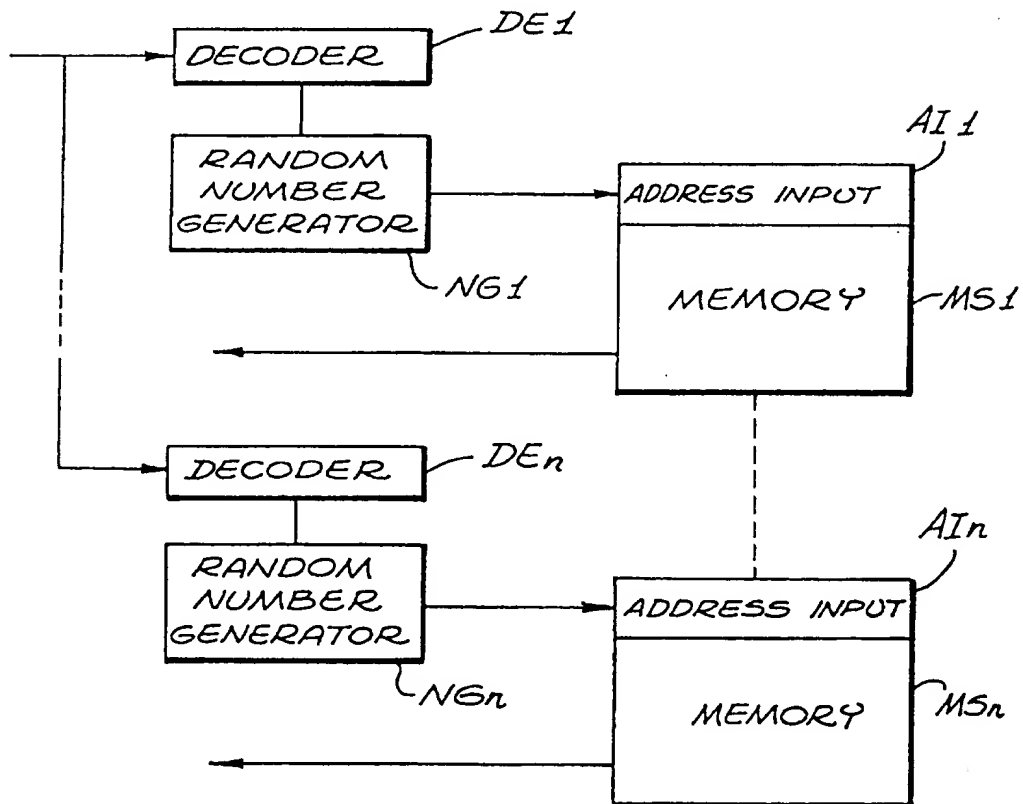 DE1
DECODER
AI1
RANDOM
NUMBER
GENERATOR
ADDRESS INPUT
NG1
MEMORY
MS1
DECODER
DEn
AIn
RANDOM
NUMBER
GENERATOR
ADDRESS INPUT
NGn
MEMORY
MSn